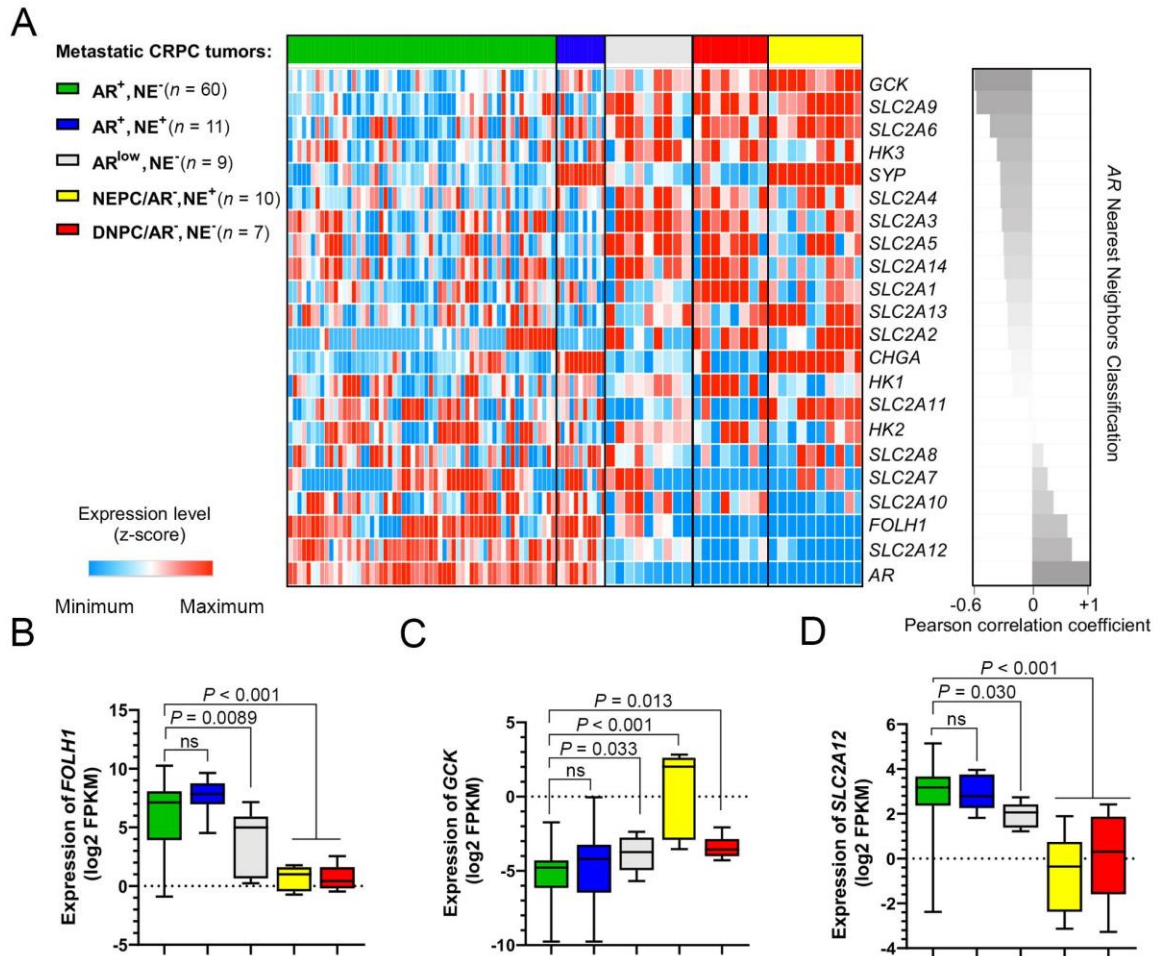 A
Metastatic CRPC tumors:
AR+, NE- (n = 60)
AR+, NE+ (n = 11)
ARlow, NE- (n = 9)
NEPC/AR-, NE+ (n = 10)
DNPC/AR-, NE- (n = 7)
Expression level
(z-score)
Minimum Maximum
GCK
SLC2A9
SLC2A6
HK3
SYP
SLC2A4
SLC2A3
SLC2A5
SLC2A14
SLC2A1
SLC2A13
SLC2A2
CHGA
HK1
SLC2A11
HK2
SLC2A8
SLC2A7
SLC2A10
FOLH1
SLC2A12
AR
AR Nearest Neighbors Classification
-0.6 0 +1
Pearson correlation coefficient
B
Expression of FOLH1
(log2 FPKM)
15
10
5
0
-5
P < 0.001
P = 0.0089
ns
C
Expression of GCK
(log2 FPKM)
5
0
-5
-10
P = 0.013
P < 0.001
P = 0.033
ns
D
Expression of SLC2A12
(log2 FPKM)
6
4
2
0
-2
-4
P < 0.001
P = 0.030
ns